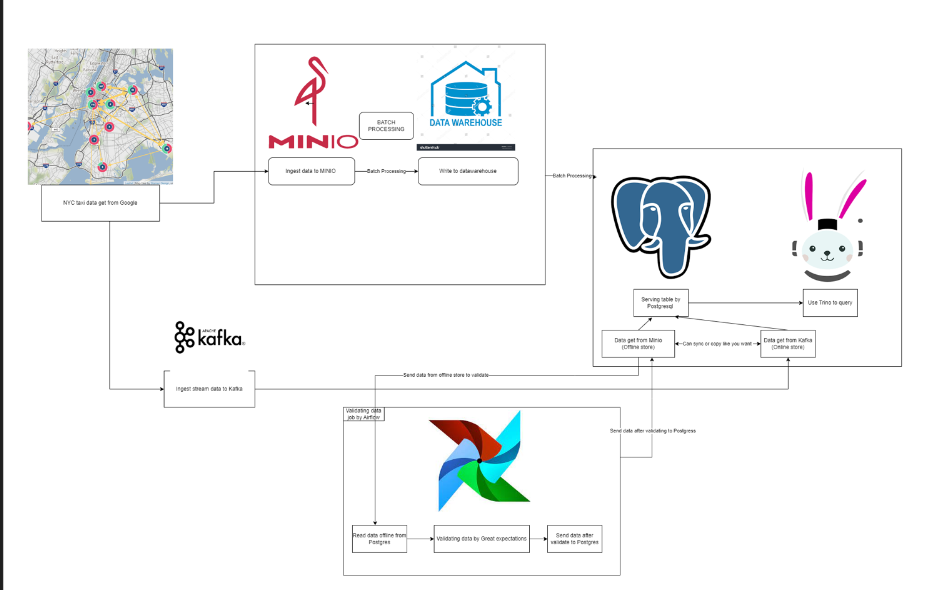 MINIO
BATCH
PROCESSING
DATA WAREHOUSE
Ingest data to MINIO
Batch Processing
Write to datawarehouse
NYC taxi data get from Google
Batch Processing
Serving table by
Postgresql
Use Trino to query
Data get from Minio
(Offline store)
Can sync or copy like you want
Data get from Kafka
(Online store)
APACHE
kafka
Ingest stream data to Kafka
Send data from offline store to validate
Validating data
job by Airflow
Send data after validating to Postgress
Read data offline from
Postgres
Validating data by Great expectations
Send data after
validate to Postgres